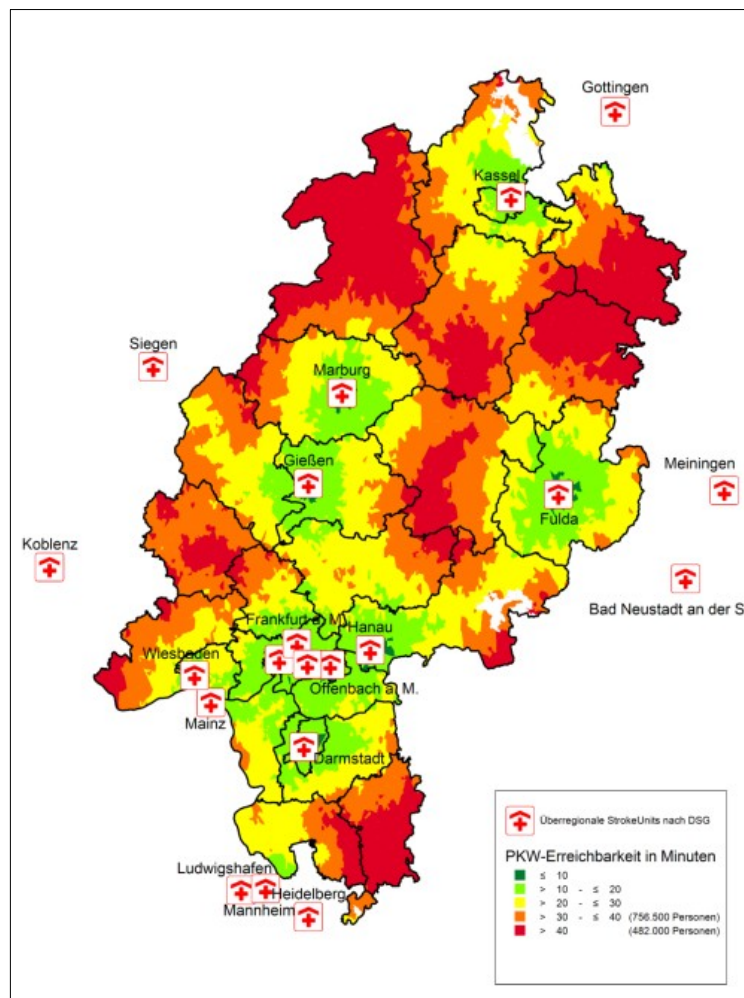 Gottingen
Kassel
Siegen
Marburg
Gießen
Meiningen
Fulda
Koblenz
Bad Neustadt an der S
Frankfurt a. M.
Hanau
Wiesbaden
Offenbach a. M.
Mainz
Darmstadt
Ludwigshafen
Heidelberg
Mannheim
Überregionale StrokeUnits nach DSG
PKW-Erreichbarkeit in Minuten
≤ 10
> 10 - ≤ 20
> 20 - ≤ 30
> 30 - ≤ 40 (756.500 Personen)
> 40 (482.000 Personen)